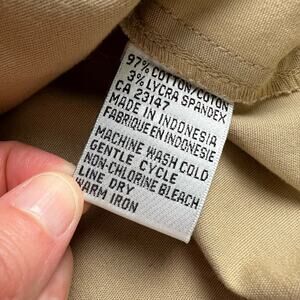 97% COTTON/COTON
3% LYCRA SPANDEX
CA 23147
MADE IN INDONESIA
FABRIQUE EN INDONESIE
MACHINE WASH COLD
GENTLE CYCLE
NON-CHLORINE BLEACH
LINE DRY
WARM IRON